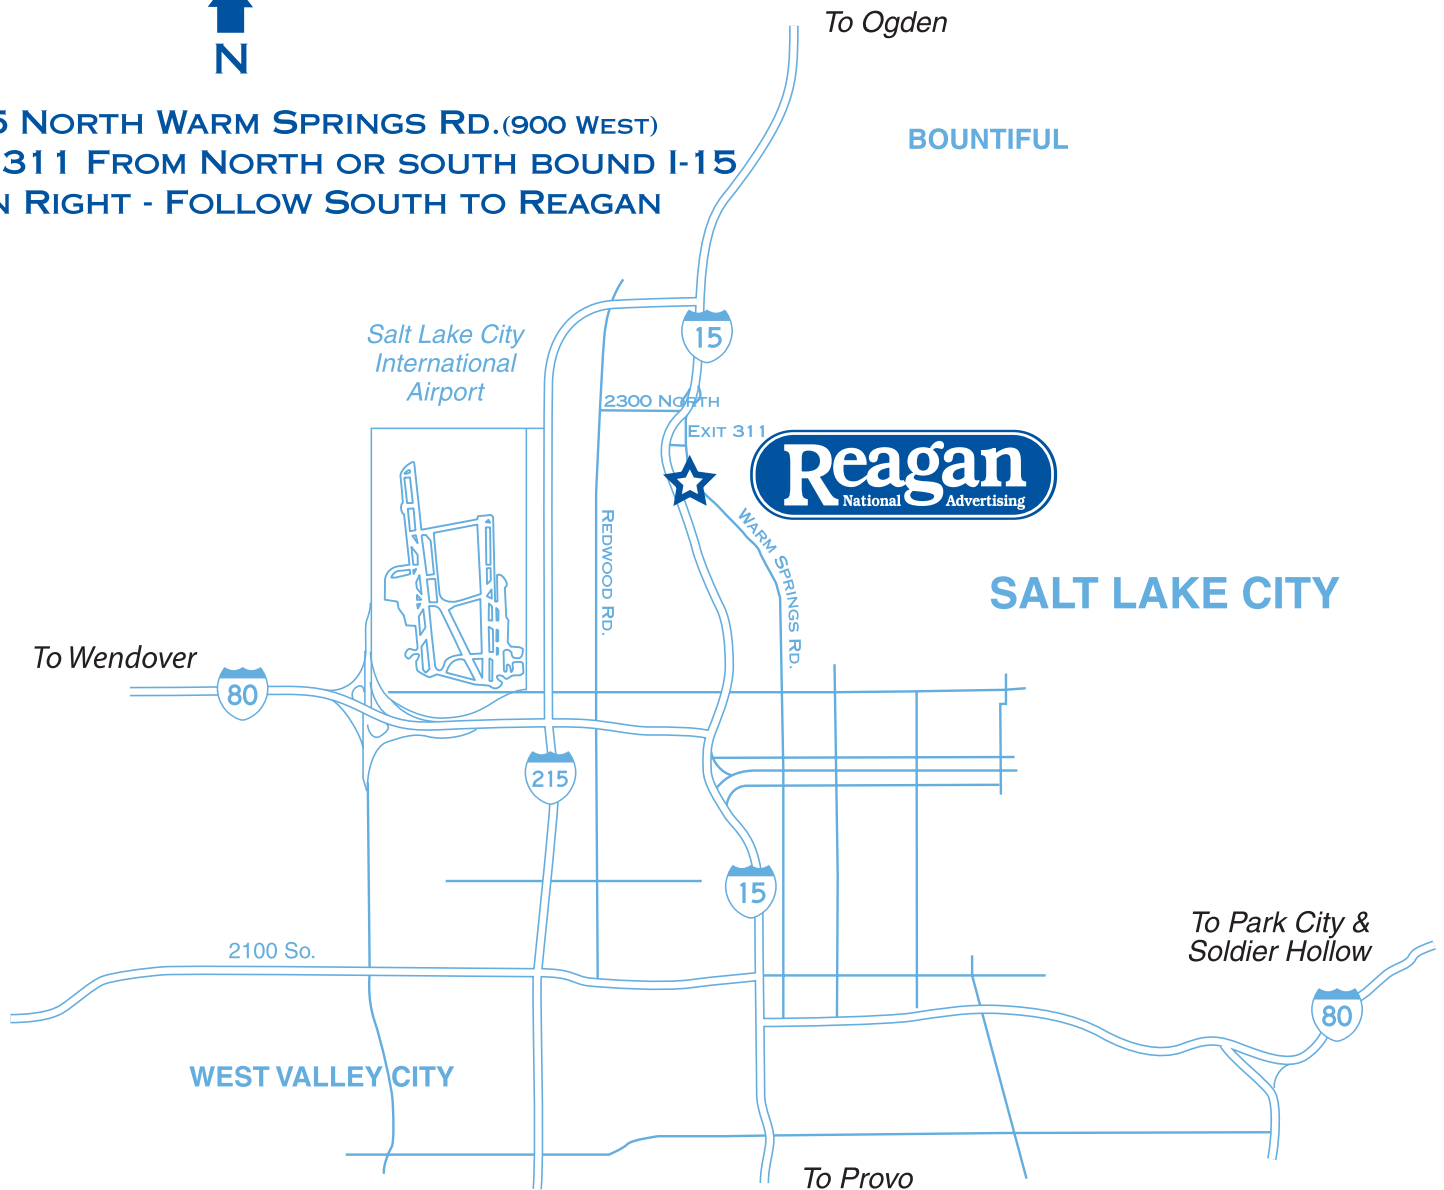 N
To Ogden
5 North Warm Springs Rd.(900 West)
311 From North or south bound I-15
n Right - Follow South to Reagan
BOUNTIFUL
Salt Lake City
International
Airport
15
2300 North
Exit 311
Reagan
National Advertising
Redwood Rd.
Warm Springs Rd.
SALT LAKE CITY
To Wendover
80
215
15
2100 So.
To Park City &
Soldier Hollow
80
WEST VALLEY CITY
To Provo